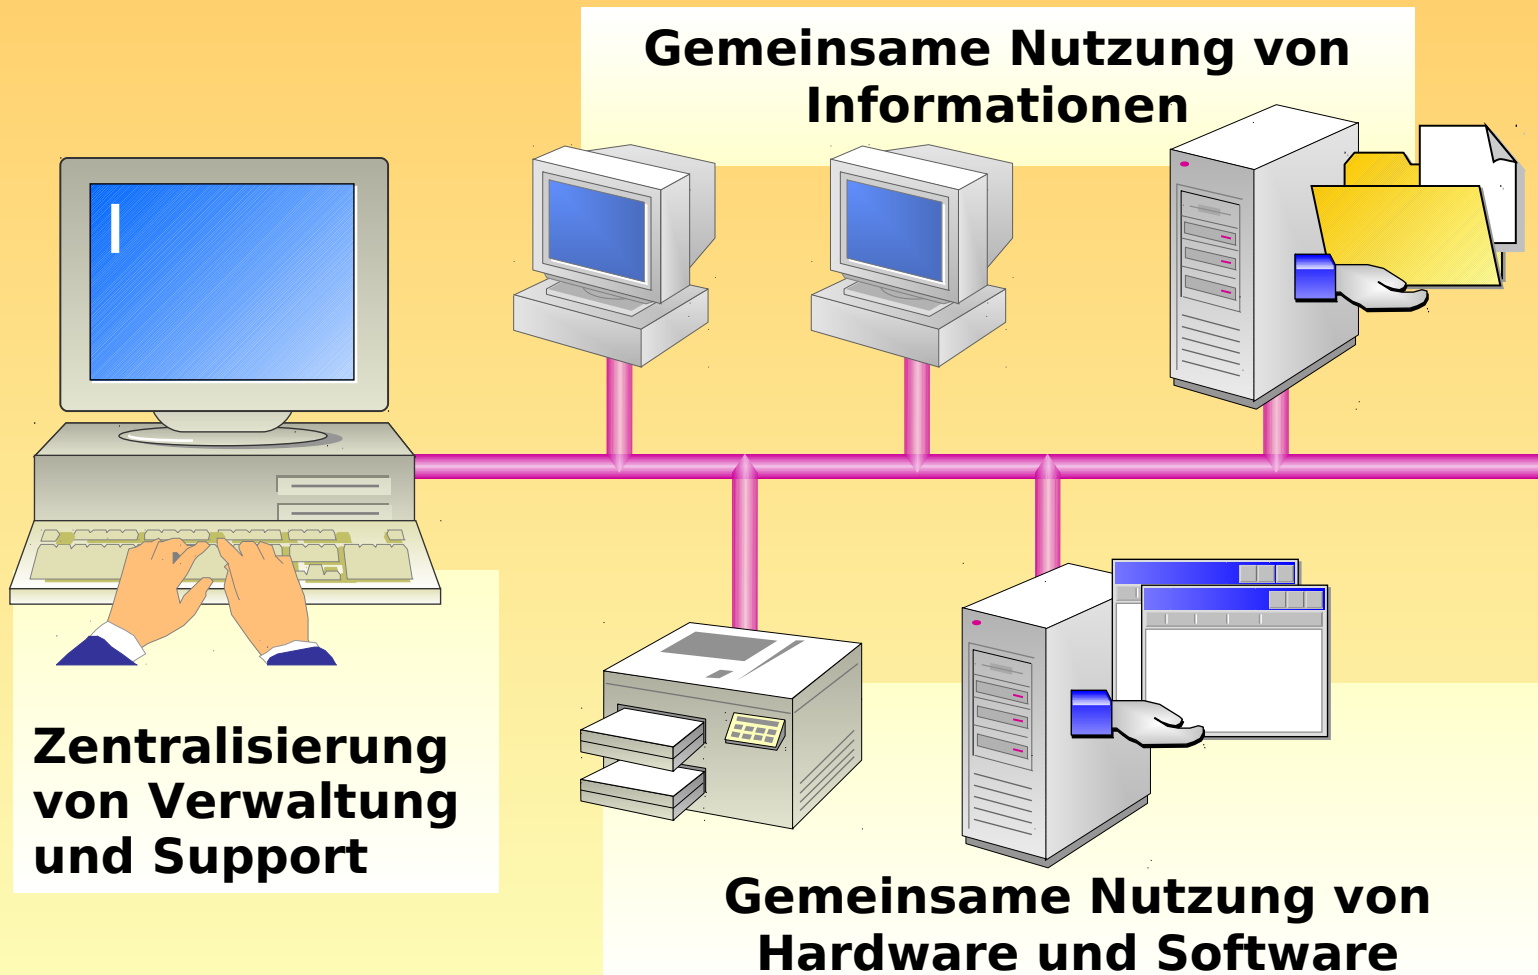 Gemeinsame Nutzung von
Informationen
Zentralisierung
von Verwaltung
und Support
Gemeinsame Nutzung von
Hardware und Software